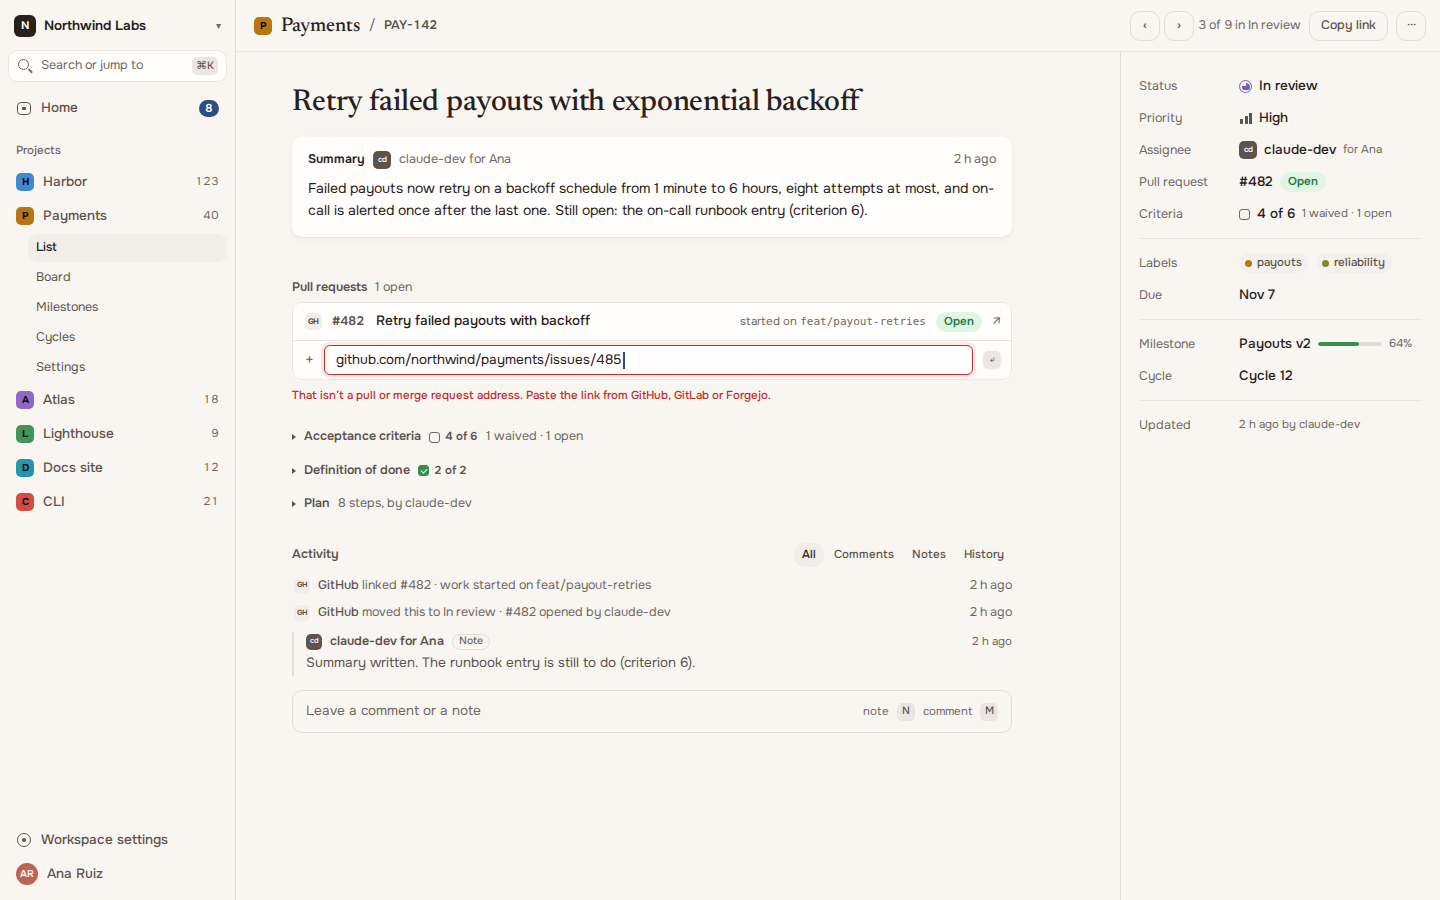 N Northwind Labs
Search or jump to ⌘K
Home 8
Projects
H Harbor 123
P Payments 40
List
Board
Milestones
Cycles
Settings
A Atlas 18
L Lighthouse 9
D Docs site 12
C CLI 21
Workspace settings
AR Ana Ruiz
P Payments / PAY-142
‹ › 3 of 9 in In review Copy link ...
Retry failed payouts with exponential backoff
Summary cd claude-dev for Ana 2 h ago
Failed payouts now retry on a backoff schedule from 1 minute to 6 hours, eight attempts at most, and on-
call is alerted once after the last one. Still open: the on-call runbook entry (criterion 6).
Pull requests 1 open
GH #482 Retry failed payouts with backoff started on feat/payout-retries Open ↗
+ github.com/northwind/payments/issues/485 ↲
That isn't a pull or merge request address. Paste the link from GitHub, GitLab or Forgejo.
Acceptance criteria 4 of 6 1 waived · 1 open
Definition of done 2 of 2
Plan 8 steps, by claude-dev
Activity All Comments Notes History
GH GitHub linked #482 · work started on feat/payout-retries 2 h ago
GH GitHub moved this to In review · #482 opened by claude-dev 2 h ago
cd claude-dev for Ana Note 2 h ago
Summary written. The runbook entry is still to do (criterion 6).
Leave a comment or a note note N comment M
Status In review
Priority High
Assignee cd claude-dev for Ana
Pull request #482 Open
Criteria 4 of 6 1 waived · 1 open
Labels payouts reliability
Due Nov 7
Milestone Payouts v2 64%
Cycle Cycle 12
Updated 2 h ago by claude-dev